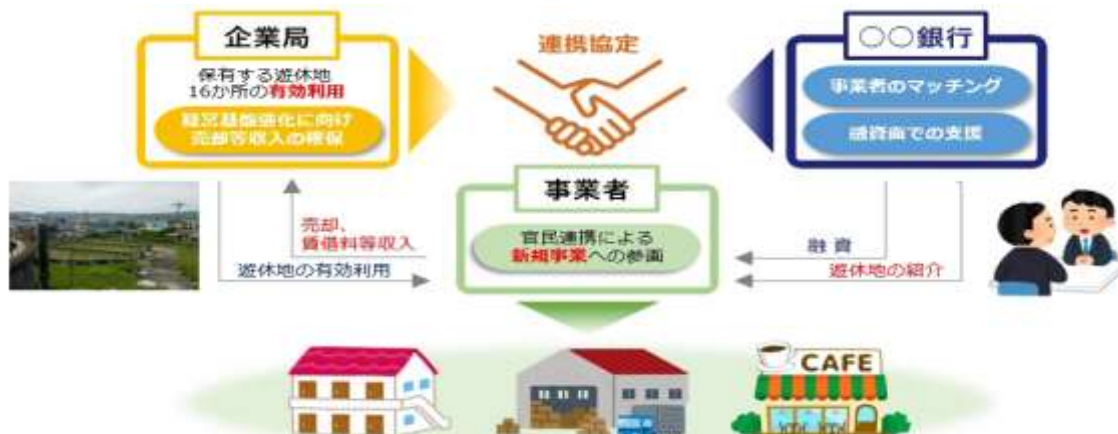 企業局
保有する遊休地
16か所の有効利用
経営基盤強化に向け
売却等収入の確保
連携協定
○○銀行
事業者のマッチング
融資面での支援
事業者
官民連携による
新規事業への参画
売却、
賃借料等収入
遊休地の有効利用
融資
遊休地の紹介
CAFE